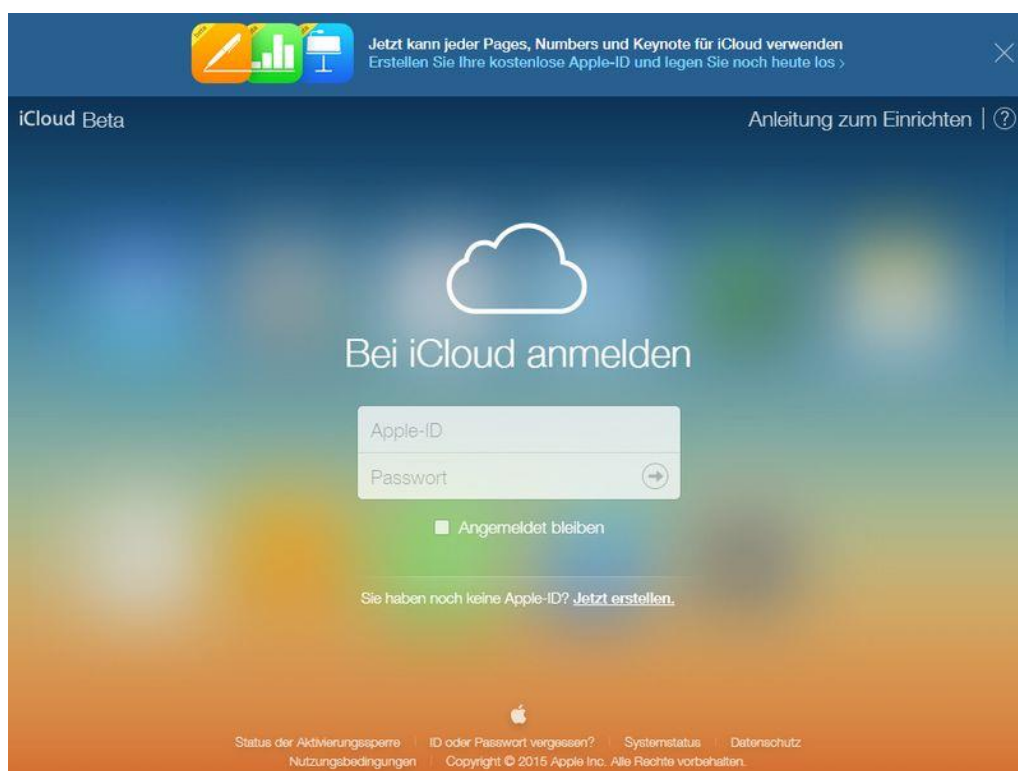 Jetzt kann jeder Pages, Numbers und Keynote für iCloud verwenden
Erstellen Sie Ihre kostenlose Apple-ID und legen Sie noch heute los >
iCloud Beta
Anleitung zum Einrichten | ?
Bei iCloud anmelden
Apple-ID
Passwort
Angemeldet bleiben
Sie haben noch keine Apple-ID? Jetzt erstellen.
Status der Aktivierungssperre | ID oder Passwort vergessen? | Systemstatus | Datenschutz
Nutzungsbedingungen | Copyright © 2015 Apple Inc. Alle Rechte vorbehalten.